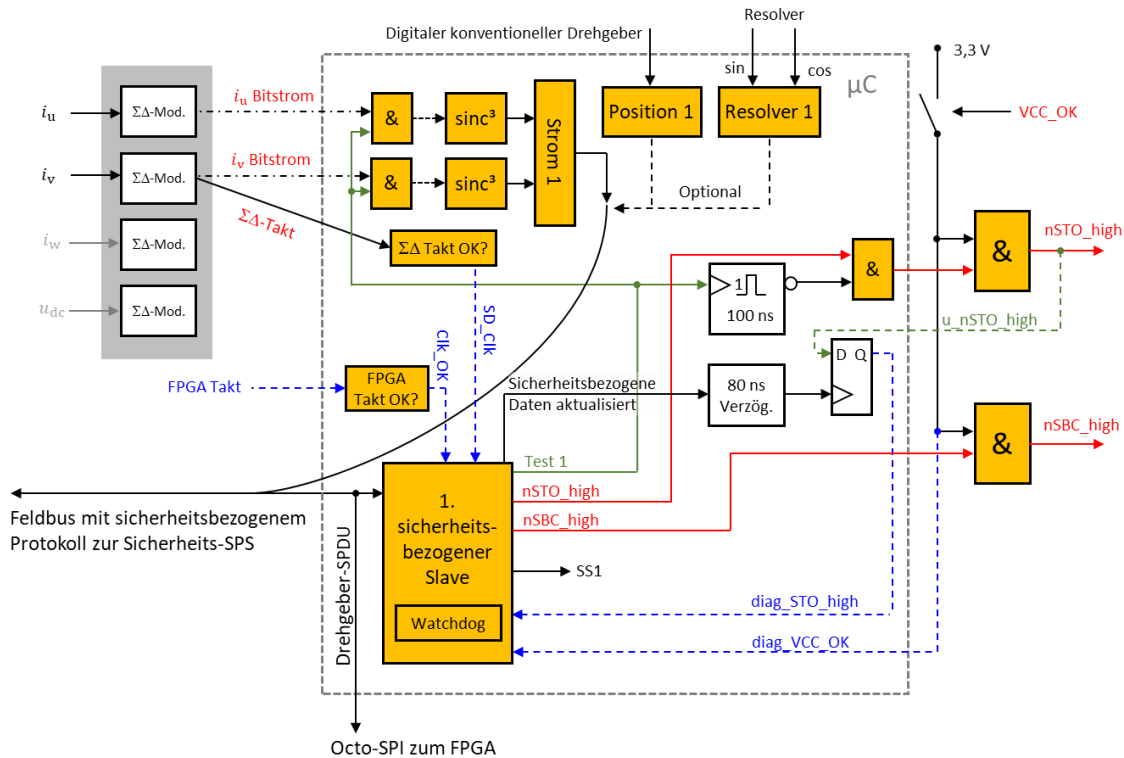 Resolver
Digitaler konventioneller Drehgeber
sin
cos
µC
3,3 V
VCC_OK
i_u
ΣΔ-Mod.
i_u Bitstrom
&
sinc³
Strom 1
Position 1
Resolver 1
i_v
ΣΔ-Mod.
i_v Bitstrom
&
sinc³
Optional
ΣΔ-Takt
i_w
ΣΔ-Mod.
ΣΔ Takt OK?
nSTO_high
&
&
1
100 ns
u_dc
ΣΔ-Mod.
SD_Clk
u_nSTO_high
Clk_OK
D Q
FPGA Takt
FPGA
Takt OK?
Sicherheitsbezogene
Daten aktualisiert
80 ns
Verzög.
nSBC_high
&
Test 1
1.
sicherheits-
bezogener
Slave
nSTO_high
nSBC_high
Feldbus mit sicherheitsbezogenem
Protokoll zur Sicherheits-SPS
SS1
Drehgeber-SPDU
Watchdog
diag_STO_high
diag_VCC_OK
Octo-SPI zum FPGA